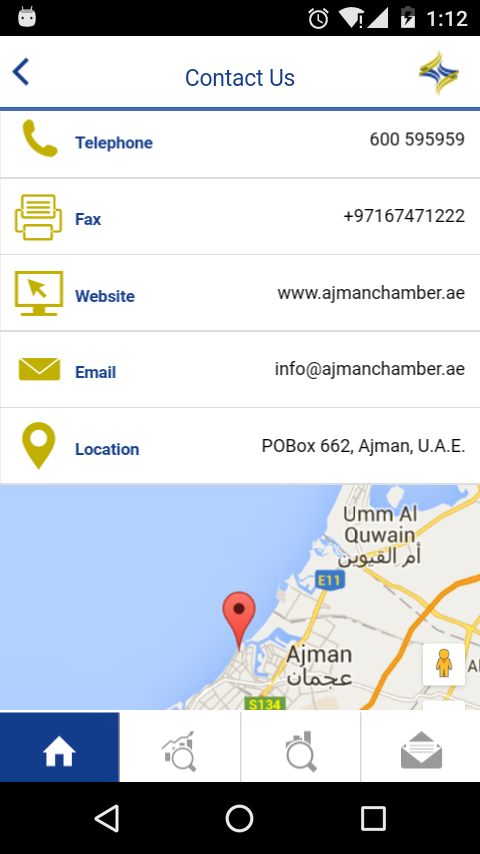 1:12
Contact Us
Telephone 600 595959
Fax +97167471222
Website www.ajmanchamber.ae
Email info@ajmanchamber.ae
Location POBox 662, Ajman, U.A.E.
Umm Al
Quwain
أم القيوين
E11
Ajman
عجمان
S134